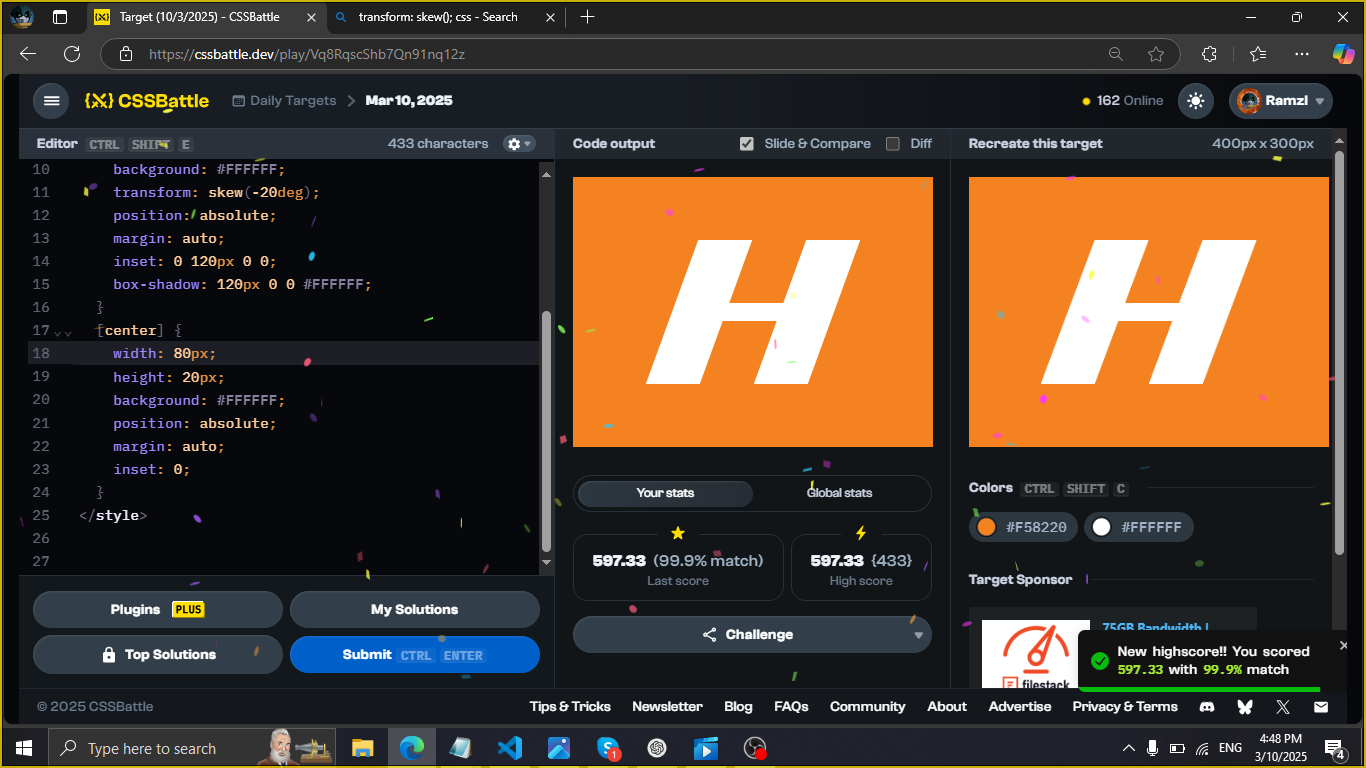 Target (10/3/2025) - CSSBattle
transform: skew(); css - Search
https://cssbattle.dev/play/Vq8RqscShb7Qn91nq12z
{X} CSSBattle
Daily Targets
Mar 10, 2025
162 Online
Ramzl
Editor CTRL SHIFT E
433 characters
10 background: #FFFFFF;
11 transform: skew(-20deg);
12 position: absolute;
13 margin: auto;
14 inset: 0 120px 0 0;
15 box-shadow: 120px 0 0 #FFFFFF;
16 }
17 [center] {
18 width: 80px;
19 height: 20px;
20 background: #FFFFFF;
21 position: absolute;
22 margin: auto;
23 inset: 0;
24 }
25 </style>
26
27
Plugins PLUS
My Solutions
Top Solutions
Submit CTRL ENTER
Code output
Slide & Compare
Diff
H
Your stats
Global stats
597.33 (99.9% match)
Last score
597.33 {433}
High score
Challenge
Recreate this target
400px x 300px
H
Colors CTRL SHIFT C
#F58220
#FFFFFF
Target Sponsor
filestack
75GB Bandwidth |
New highscore!! You scored
597.33 with 99.9% match
© 2025 CSSBattle
Tips & Tricks
Newsletter
Blog
FAQs
Community
About
Advertise
Privacy & Terms
Type here to search
1
ENG
4:48 PM
3/10/2025
4